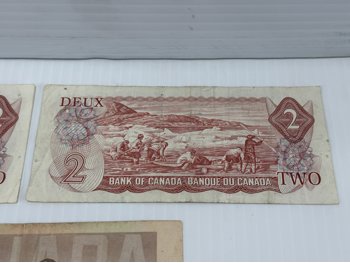 DEUX
2
2
BANK OF CANADA - BANQUE DU CANADA
TWO